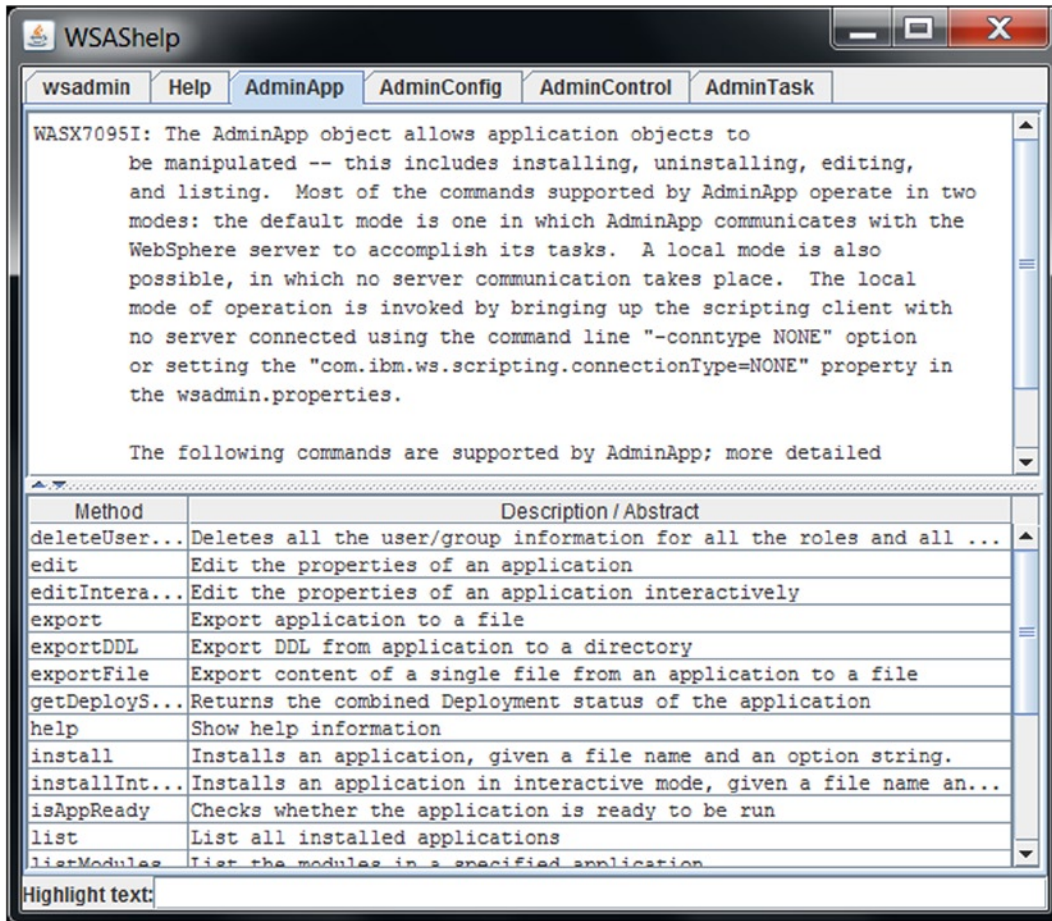 WSAShelp
wsadmin Help AdminApp AdminConfig AdminControl AdminTask
WASX7095I: The AdminApp object allows application objects to
be manipulated -- this includes installing, uninstalling, editing,
and listing. Most of the commands supported by AdminApp operate in two
modes: the default mode is one in which AdminApp communicates with the
WebSphere server to accomplish its tasks. A local mode is also
possible, in which no server communication takes place. The local
mode of operation is invoked by bringing up the scripting client with
no server connected using the command line "-conntype NONE" option
or setting the "com.ibm.ws.scripting.connectionType=NONE" property in
the wsadmin.properties.
The following commands are supported by AdminApp; more detailed
Method Description / Abstract
deleteUser... Deletes all the user/group information for all the roles and all ...
edit Edit the properties of an application
editIntera... Edit the properties of an application interactively
export Export application to a file
exportDDL Export DDL from application to a directory
exportFile Export content of a single file from an application to a file
getDeployS... Returns the combined Deployment status of the application
help Show help information
install Installs an application, given a file name and an option string.
installInt... Installs an application in interactive mode, given a file name an...
isAppReady Checks whether the application is ready to be run
list List all installed applications
listModules List the modules in a specified application
Highlight text: